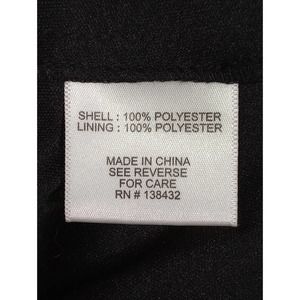 SHELL : 100% POLYESTER
LINING : 100% POLYESTER
MADE IN CHINA
SEE REVERSE
FOR CARE
RN # 138432